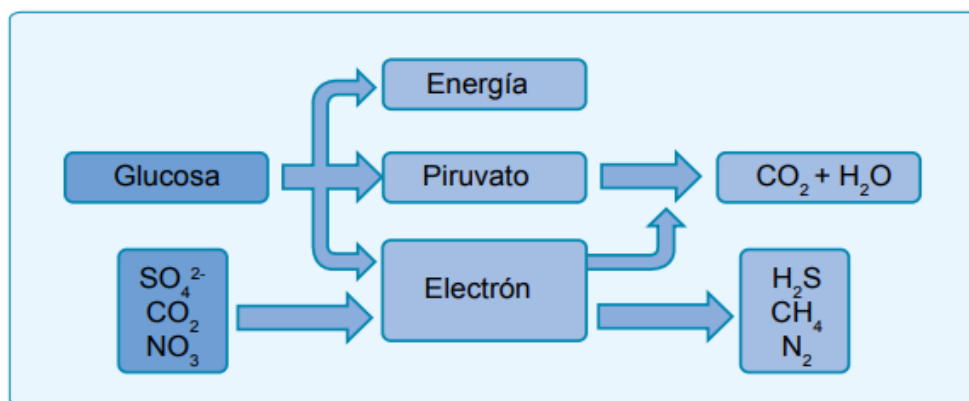 Energía
Glucosa
Piruvato
CO₂ + H₂O
SO₄²⁻
CO₂
NO₃
Electrón
H₂S
CH₄
N₂